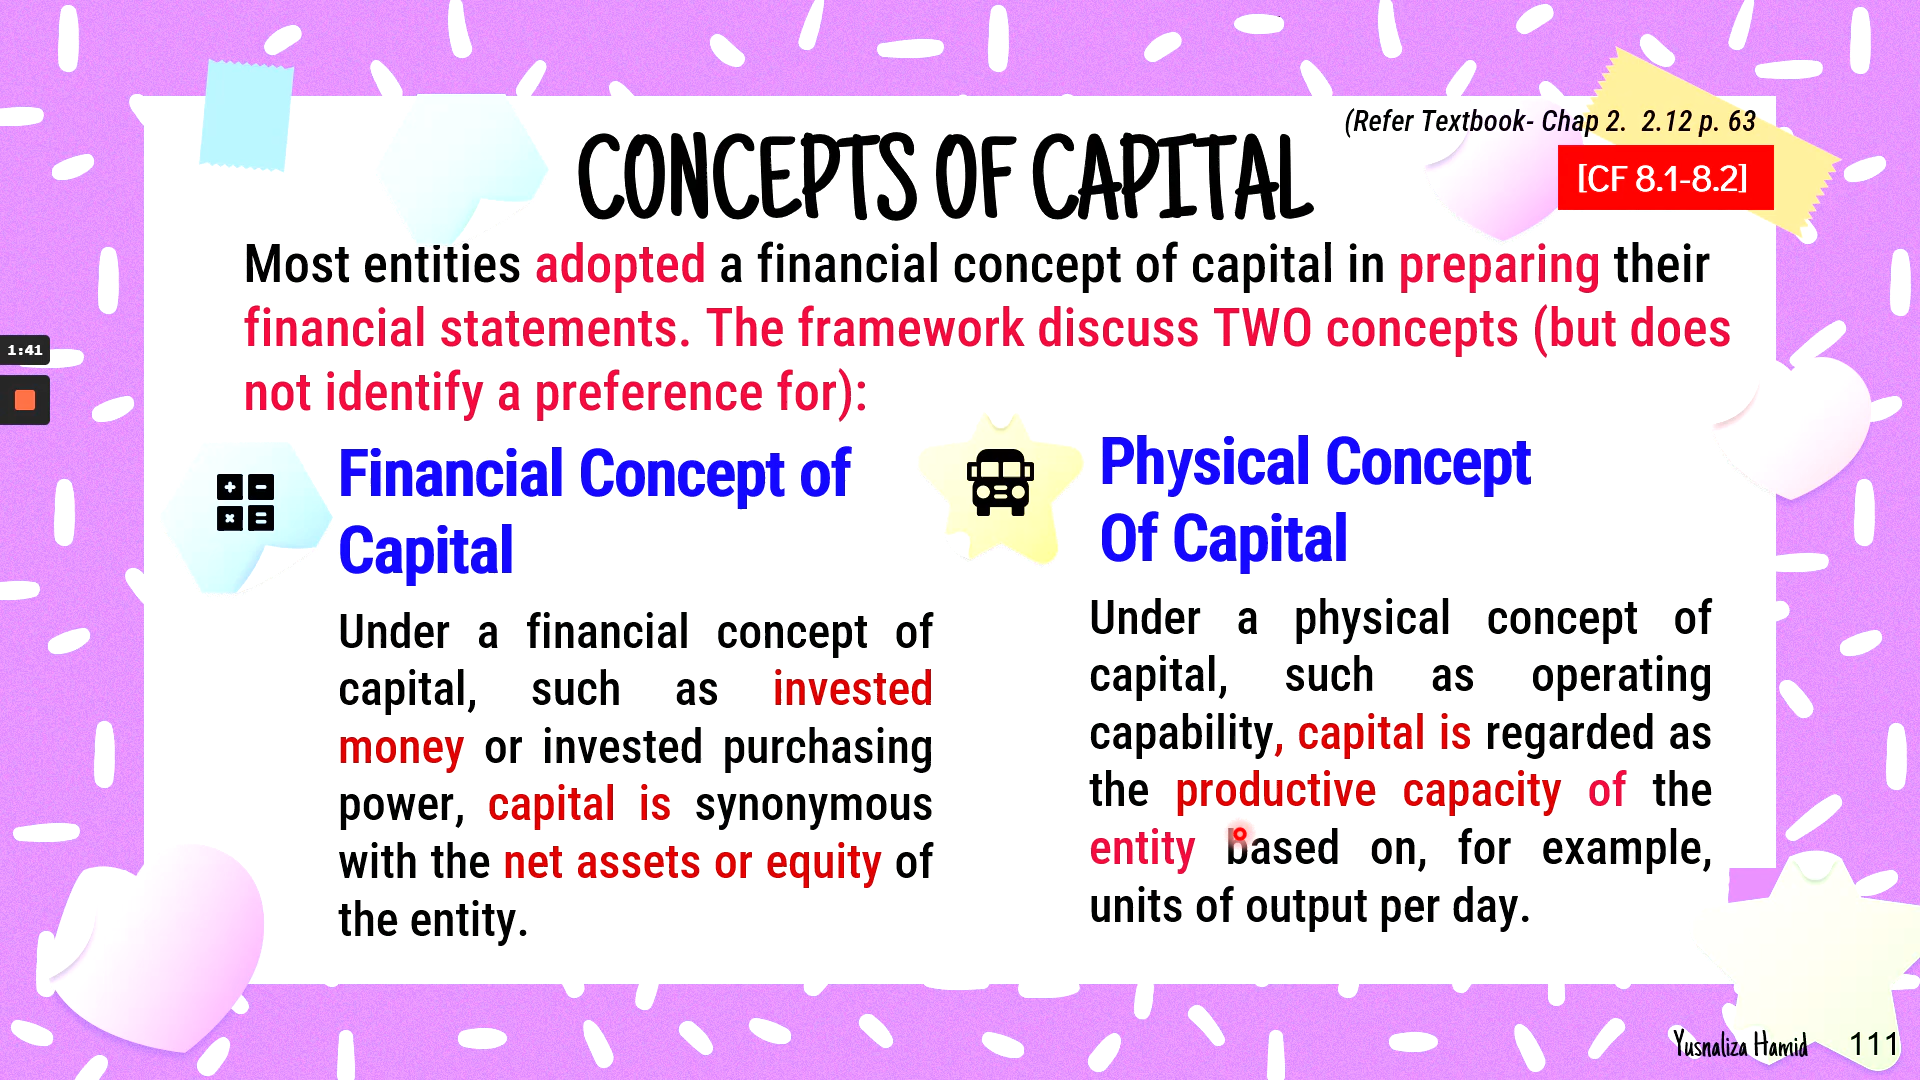 (Refer Textbook- Chap 2.  2.12 p. 63
[CF 8.1-8.2]
CONCEPTS OF CAPITAL
Most entities adopted a financial concept of capital in preparing their
financial statements. The framework discuss TWO concepts (but does
not identify a preference for):
Financial Concept of
Capital
Under a financial concept of
capital, such as invested
money or invested purchasing
power, capital is synonymous
with the net assets or equity of
the entity.
Physical Concept
Of Capital
Under a physical concept of
capital, such as operating
capability, capital is regarded as
the productive capacity of the
entity based on, for example,
units of output per day.
1:41
Yusnaliza Hamid
111